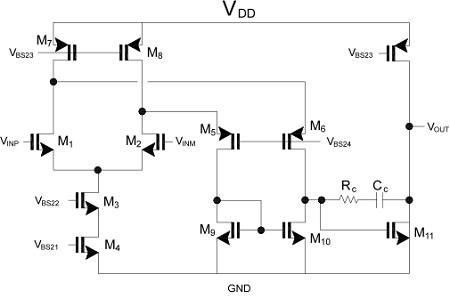 VDD
M7
VBS23
M8
VBS23
VINP
M1
M2
VINM
M5
M6
VBS24
VOUT
VBS22
M3
Rc
Cc
VBS21
M4
M9
M10
M11
GND